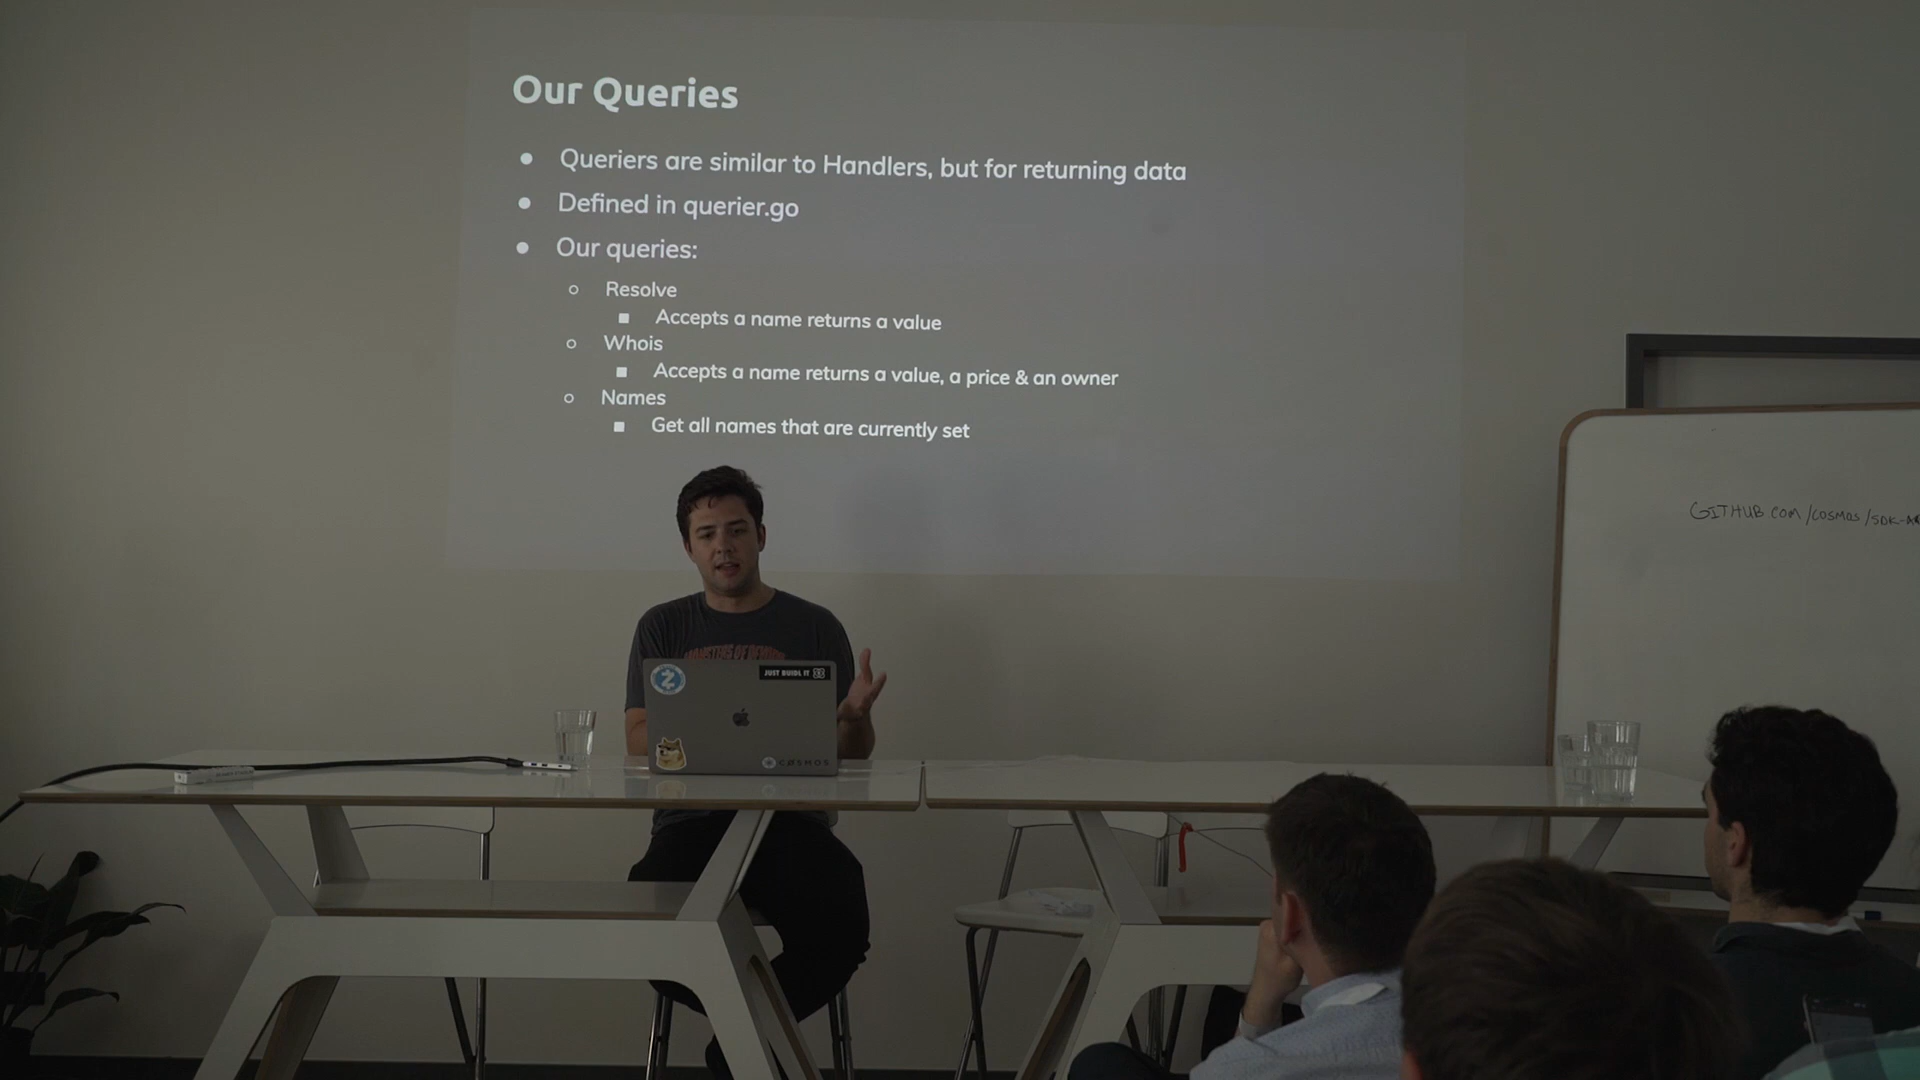 Our Queries
Queriers are similar to Handlers, but for returning data
Defined in querier.go
Our queries:
Resolve
Accepts a name returns a value
Whois
Accepts a name returns a value, a price & an owner
Names
Get all names that are currently set
GITHUB COM/COSMOS/SDK-
JUST BUIDL IT
COSMOS